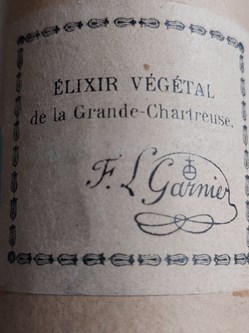 ÉLIXIR VÉGÉTAL
de la Grande-Chartreuse.
F. L Garnier